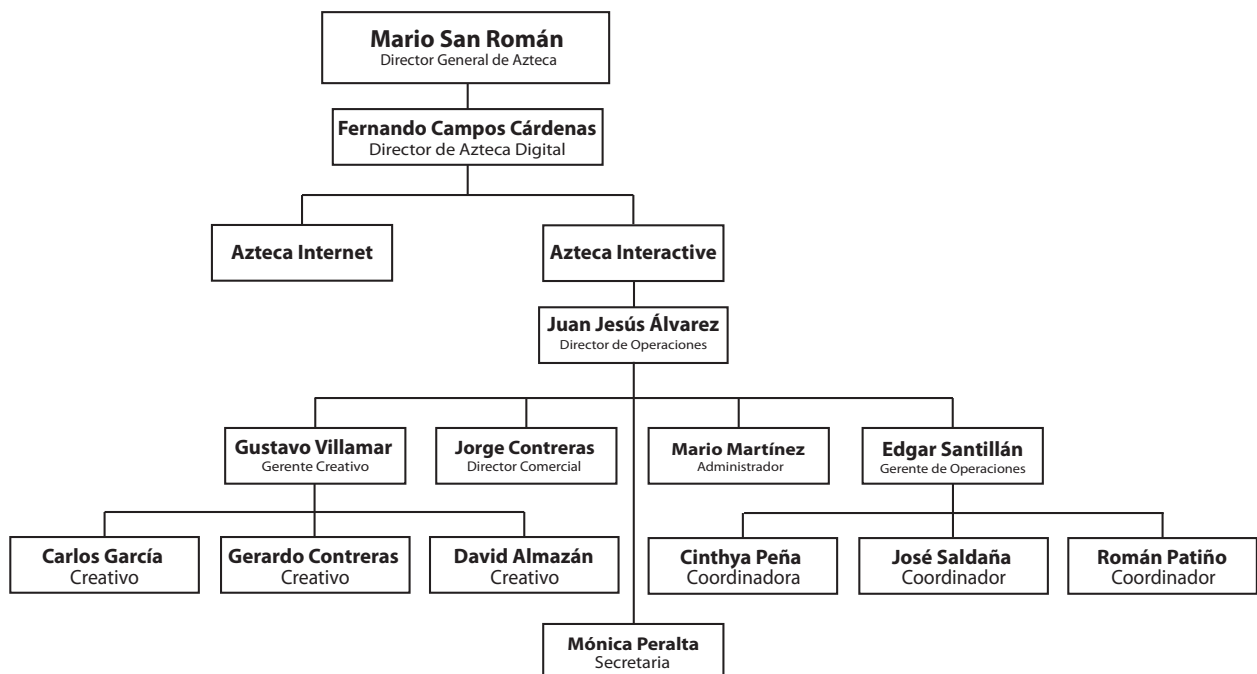 Mario San Román
Director General de Azteca
Fernando Campos Cárdenas
Director de Azteca Digital
Azteca Internet
Azteca Interactive
Juan Jesús Álvarez
Director de Operaciones
Gustavo Villamar
Gerente Creativo
Jorge Contreras
Director Comercial
Mario Martínez
Administrador
Edgar Santillán
Gerente de Operaciones
Carlos García
Creativo
Gerardo Contreras
Creativo
David Almazán
Creativo
Cinthya Peña
Coordinadora
José Saldaña
Coordinador
Román Patiño
Coordinador
Mónica Peralta
Secretaria